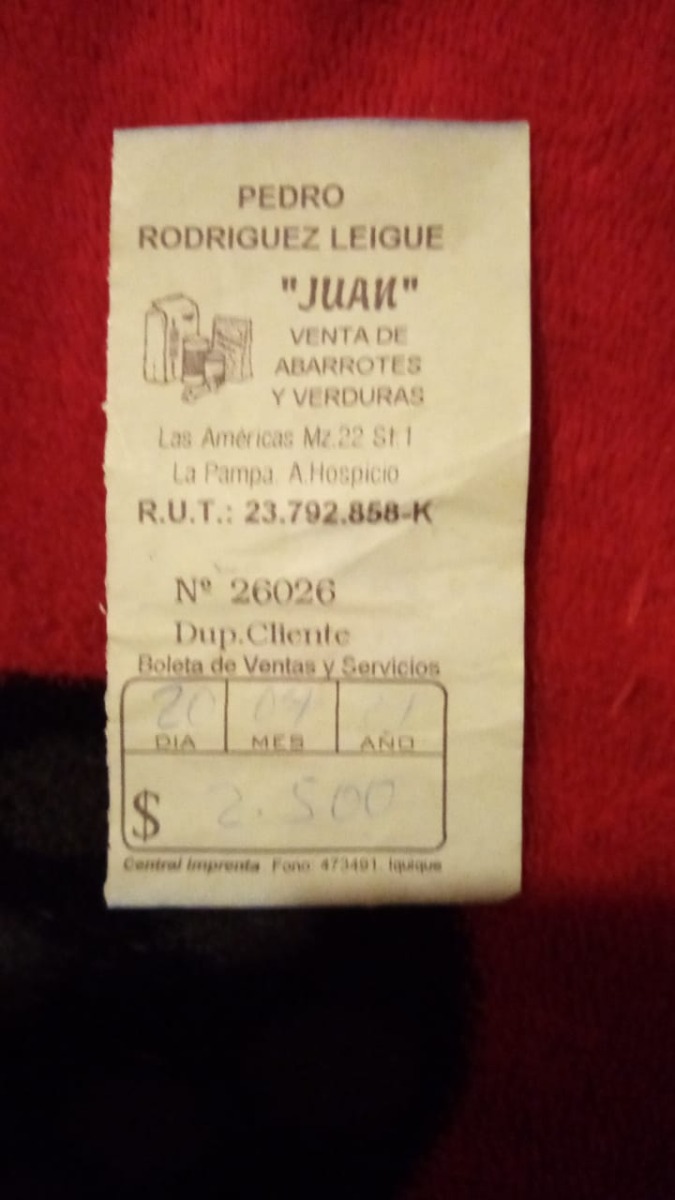 PEDRO
RODRIGUEZ LEIGUE
"JUAN"
VENTA DE
ABARROTES
Y VERDURAS
Las Américas Mz.22 St.1
La Pampa A.Hospicio
R.U.T.: 23.792.858-K
Nº 26026
Dup.Cliente
Boleta de Ventas y Servicios
20 04
DIA MES AÑO
$ 2.500
Central Imprenta Fono: 473491 Iquique